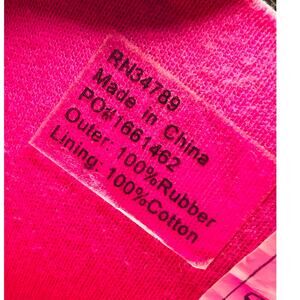 RN34789
Made in China
PO#1661462
Outer: 100%Rubber
Lining: 100%Cotton